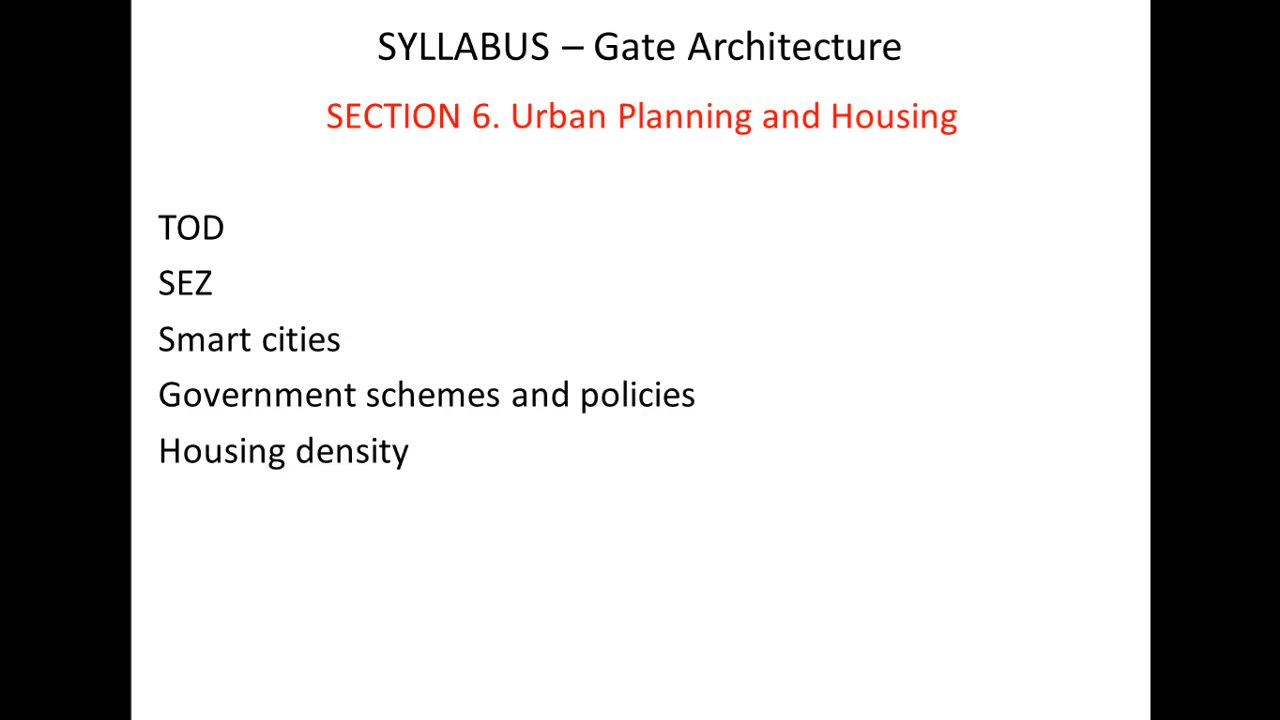 SYLLABUS – Gate Architecture
SECTION 6. Urban Planning and Housing
TOD
SEZ
Smart cities
Government schemes and policies
Housing density